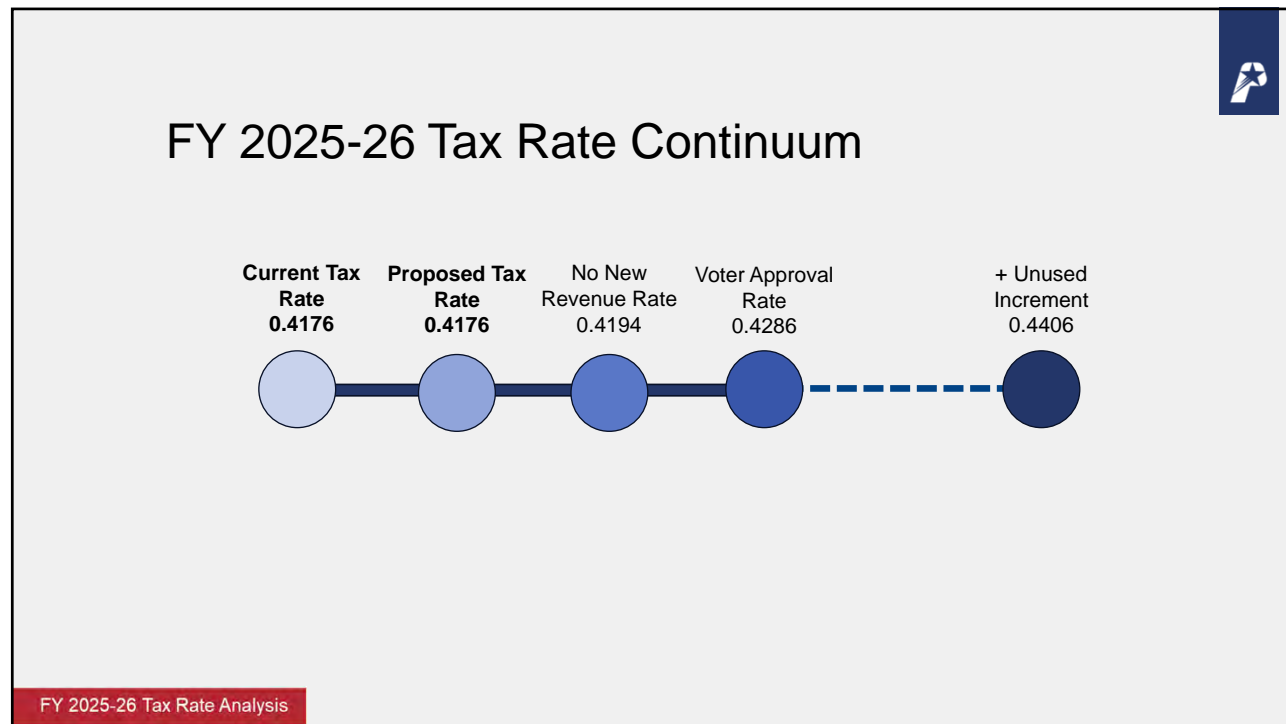 FY 2025-26 Tax Rate Continuum
Current Tax
Rate
0.4176
Proposed Tax
Rate
0.4176
No New
Revenue Rate
0.4194
Voter Approval
Rate
0.4286
+ Unused
Increment
0.4406
FY 2025-26 Tax Rate Analysis